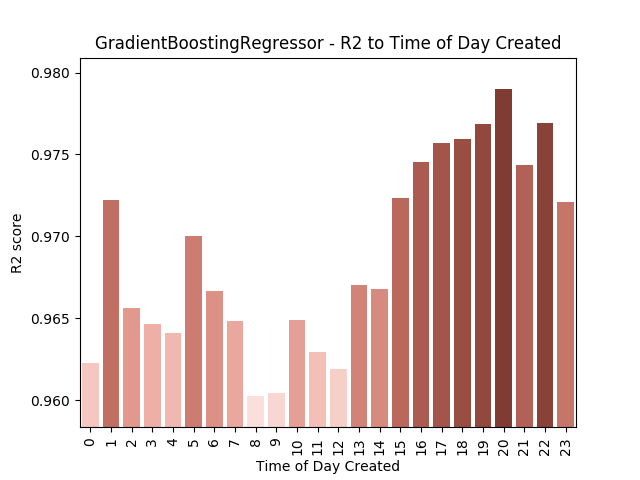 GradientBoostingRegressor - R2 to Time of Day Created
0.980
0.975
0.970
0.965
0.960
R2 score
0 1 2 3 4 5 6 7 8 9 10 11 12 13 14 15 16 17 18 19 20 21 22 23
Time of Day Created